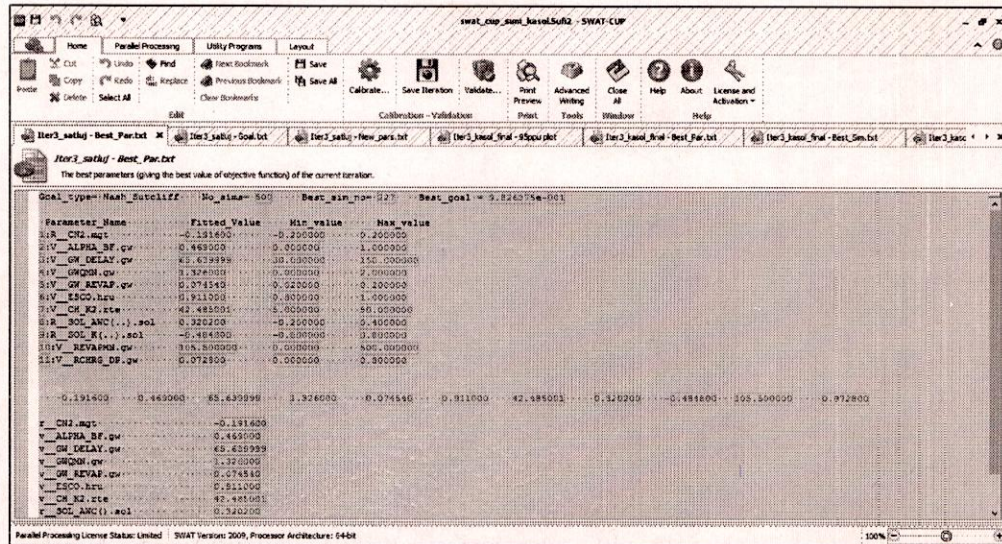 swat_cup_sumi_kasol.Sufi2 - SWAT-CUP
Home Parallel Processing Utility Programs Layout
Paste
Cut Undo Find Next Bookmark Save
Copy Redo Replace Previous Bookmark Save All
Delete Select All Clear Bookmarks
Calibrate... Save Iteration Validate... Print Preview Advanced Writing Close All Help About License and Activation
Edit Calibration - Validation Print Tools Window Help
Iter3_satluj - Best_Par.txt Iter3_satluj - Goal.txt Iter3_satluj - New_pars.txt Iter3_kasol_final - 95ppu plot Iter3_kasol_final - Best_Par.txt Iter3_kasol_final - Best_Sim.txt Iter3_kasc
Iter3_satluj - Best_Par.txt
The best parameters (giving the best value of objective function) of the current iteration.
Goal_type= Nash_Sutcliff No_sims= 500 Best_sim_no= 227 Best_goal =
Parameter_Name Fitted_Value Min_value Max_value
1:R__CN2.mgt -0.191600 -0.200000 0.200000
2:V__ALPHA_BF.gw 0.469000 0.000000 1.000000
3:V__GW_DELAY.gw 65.639999 30.000000 150.000000
4:V__GWQMN.gw 1.326000 0.000000 2.000000
5:V__GW_REVAP.gw 0.074540 0.020000 0.200000
6:V__ESCO.hru 0.911000 0.800000 1.000000
7:V__CH_K2.rte 42.485001 5.000000 50.000000
8:R__SOL_AWC(..).sol 0.320200 -0.200000 0.400000
9:R__SOL_K(..).sol -0.484800 -0.800000 0.800000
10:V__REVAPMN.gw 105.500000 0.000000 500.000000
11:V__RCHRG_DP.gw 0.072800 0.000000
-0.191600 0.469000 65.639999 1.326000 0.074540 0.911000 42.485001 0.320200 -0.484800 105.500000 0.072800
r__CN2.mgt -0.191600
v__ALPHA_BF.gw 0.469000
v__GW_DELAY.gw 65.639999
v__GWQMN.gw 1.326000
v__GW_REVAP.gw 0.074540
v__ESCO.hru 0.911000
v__CH_K2.rte 42.485001
r__SOL_AWC().sol 0.320200
Parallel Processing License Status: Limited SWAT Version: 2009, Processor Architecture: 64-bit 100%